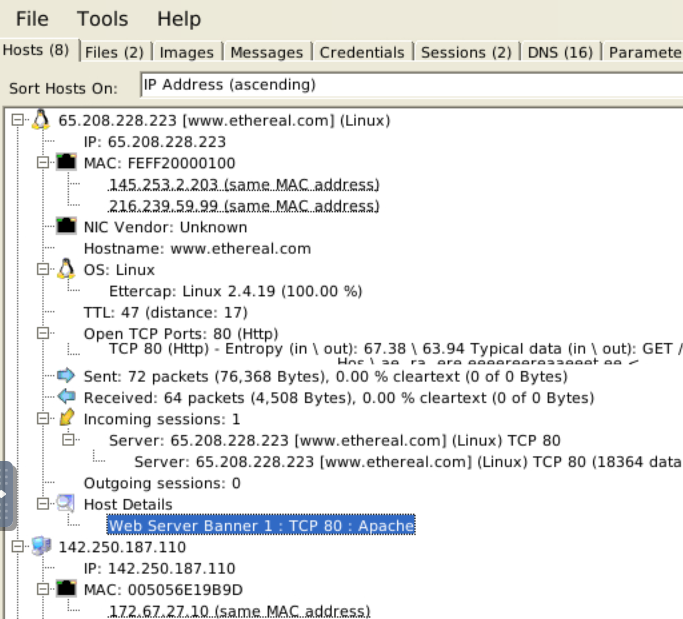 File Tools Help
Hosts (8) Files (2) Images Messages Credentials Sessions (2) DNS (16) Paramete
Sort Hosts On: IP Address (ascending)
65.208.228.223 [www.ethereal.com] (Linux)
IP: 65.208.228.223
MAC: FEFF20000100
145.253.2.203 (same MAC address)
216.239.59.99 (same MAC address)
NIC Vendor: Unknown
Hostname: www.ethereal.com
OS: Linux
Ettercap: Linux 2.4.19 (100.00 %)
TTL: 47 (distance: 17)
Open TCP Ports: 80 (Http)
TCP 80 (Http) - Entropy (in \ out): 67.38 \ 63.94 Typical data (in \ out): GET /
Sent: 72 packets (76,368 Bytes), 0.00 % cleartext (0 of 0 Bytes)
Received: 64 packets (4,508 Bytes), 0.00 % cleartext (0 of 0 Bytes)
Incoming sessions: 1
Server: 65.208.228.223 [www.ethereal.com] (Linux) TCP 80
Server: 65.208.228.223 [www.ethereal.com] (Linux) TCP 80 (18364 data
Outgoing sessions: 0
Host Details
Web Server Banner 1 : TCP 80 : Apache
142.250.187.110
IP: 142.250.187.110
MAC: 005056E19B9D
172.67.27.10 (same MAC address)